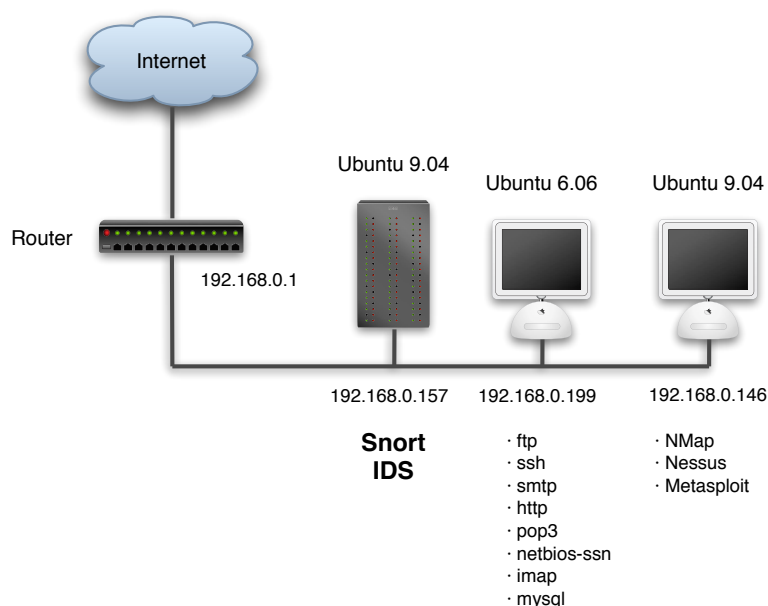 Internet
Ubuntu 9.04
Ubuntu 6.06
Ubuntu 9.04
Router
192.168.0.1
192.168.0.157
192.168.0.199
192.168.0.146
Snort
IDS
· ftp
· ssh
· smtp
· http
· pop3
· netbios-ssn
· imap
· mysql
· NMap
· Nessus
· Metasploit